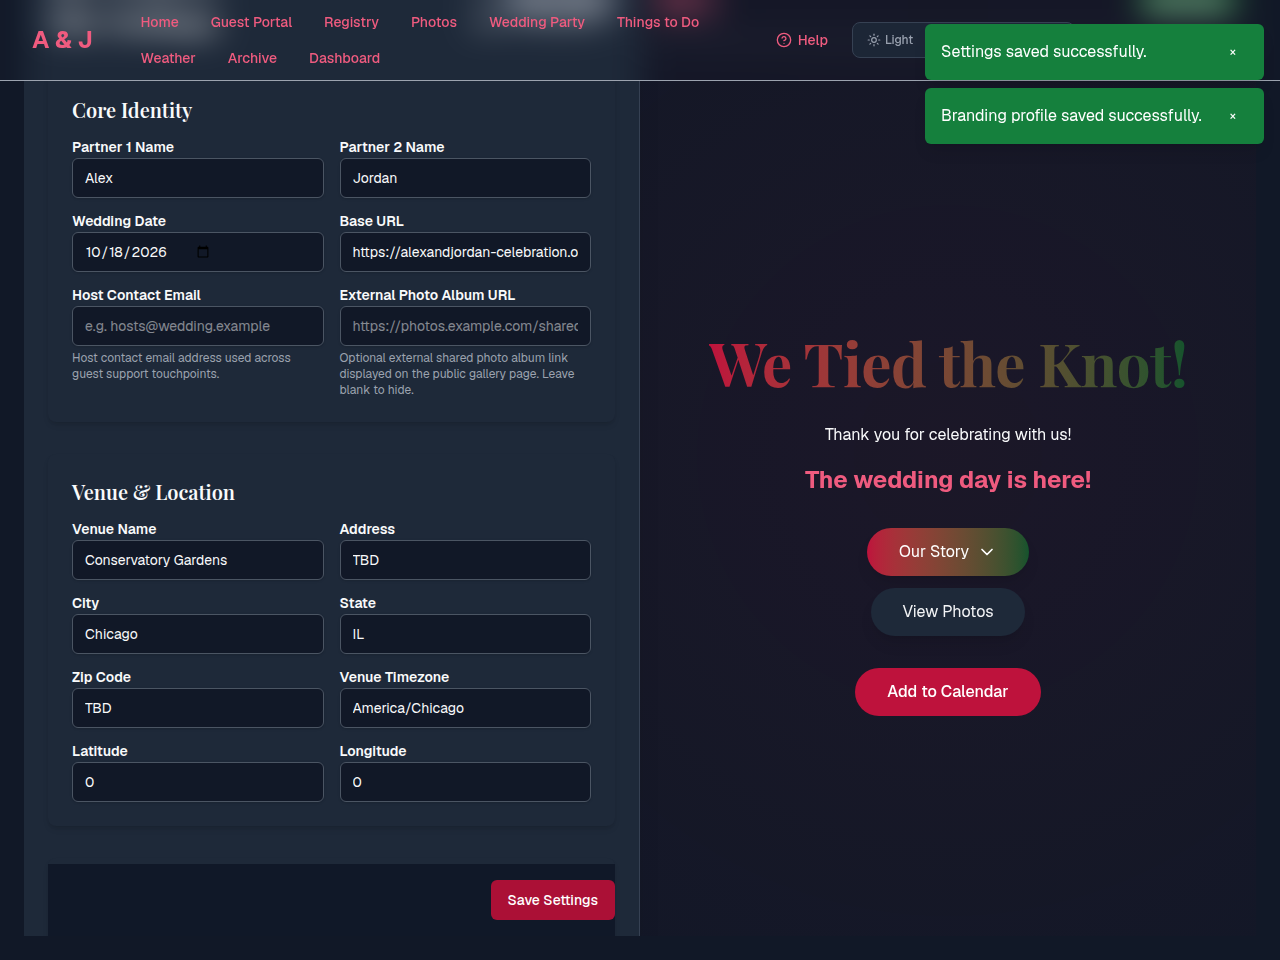 A & J
Home
Guest Portal
Registry
Photos
Wedding Party
Things to Do
Weather
Archive
Dashboard
Help
Light
Settings saved successfully.
×
Branding profile saved successfully.
×
Core Identity
Partner 1 Name
Partner 2 Name
Alex
Jordan
Wedding Date
Base URL
10/18/2026
https://alexandjordan-celebration.o
Host Contact Email
External Photo Album URL
e.g. hosts@wedding.example
https://photos.example.com/shared
Host contact email address used across
guest support touchpoints.
Optional external shared photo album link
displayed on the public gallery page. Leave
blank to hide.
Venue & Location
Venue Name
Address
Conservatory Gardens
TBD
City
State
Chicago
IL
Zip Code
Venue Timezone
TBD
America/Chicago
Latitude
Longitude
0
0
Save Settings
We Tied the Knot!
Thank you for celebrating with us!
The wedding day is here!
Our Story
View Photos
Add to Calendar